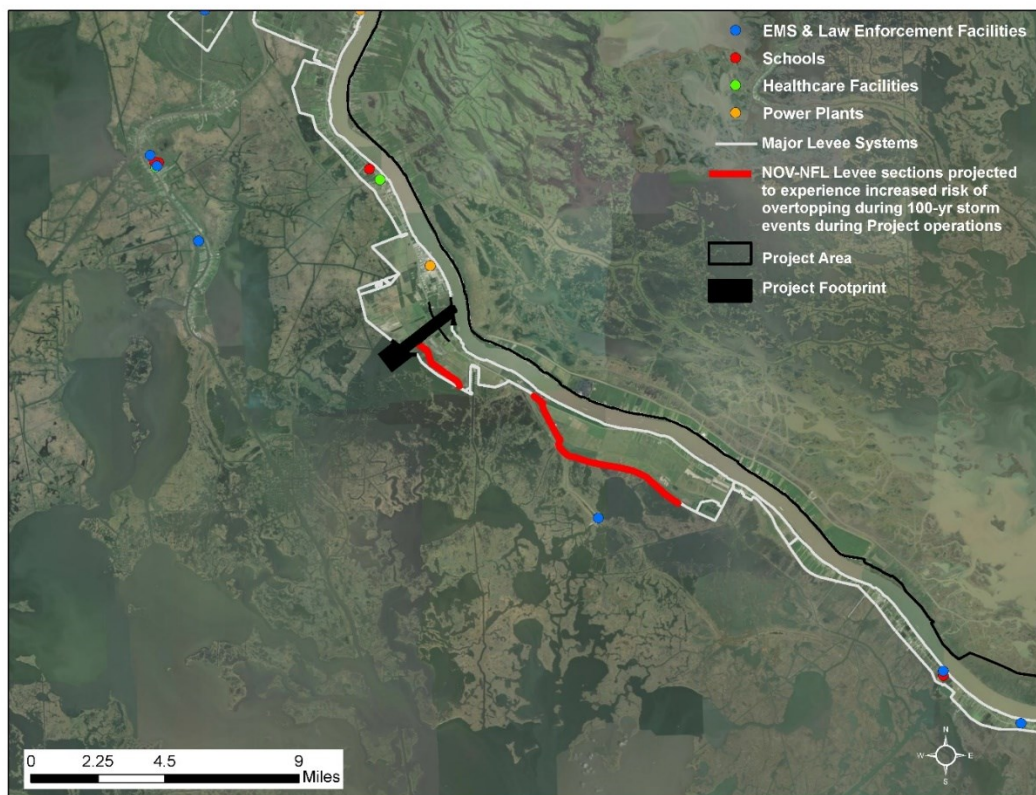 EMS & Law Enforcement Facilities
Schools
Healthcare Facilities
Power Plants
Major Levee Systems
NOV-NFL Levee sections projected
to experience increased risk of
overtopping during 100-yr storm
events during Project operations
Project Area
Project Footprint
0 2.25 4.5 9
Miles
N
W E
S